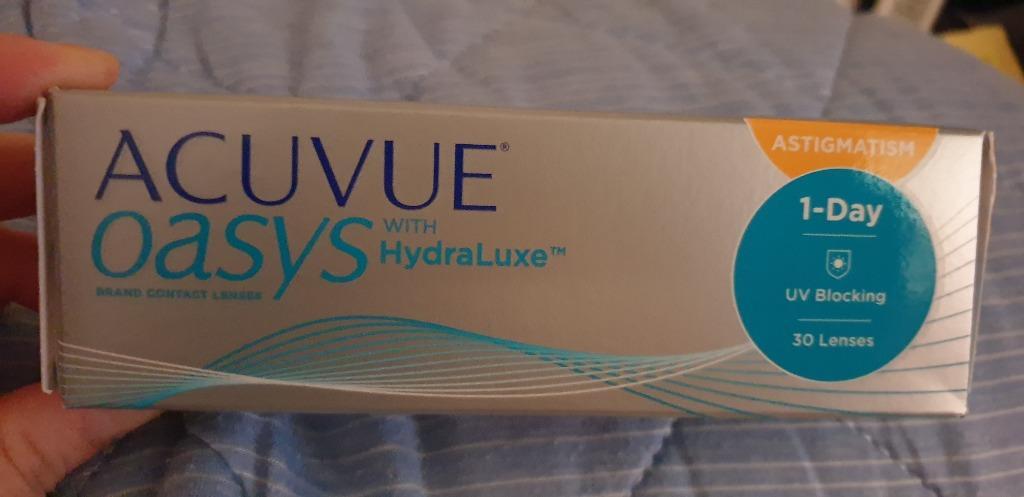 ACUVUE®
oasys WITH
HydraLuxe™
BRAND CONTACT LENSES
ASTIGMATISM
1-Day
UV Blocking
30 Lenses